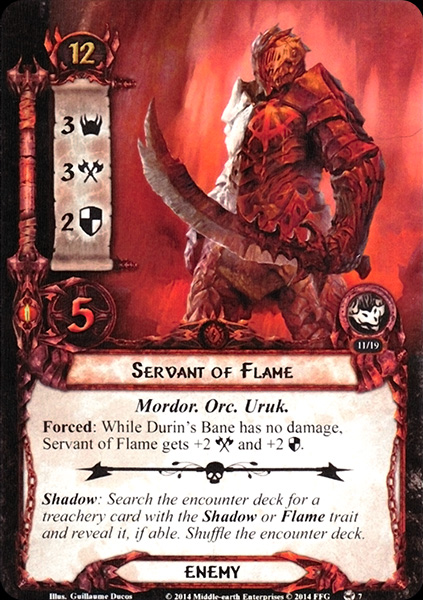 12
3
3
2
5
11/19
Servant of Flame
Mordor. Orc. Uruk.
Forced: While Durin's Bane has no damage,
Servant of Flame gets +2 and +2 .
Shadow: Search the encounter deck for a
treachery card with the Shadow or Flame trait
and reveal it, if able. Shuffle the encounter deck.
ENEMY
Illus. Guillaume Ducos © 2014 Middle-earth Enterprises © 2014 FFG 7